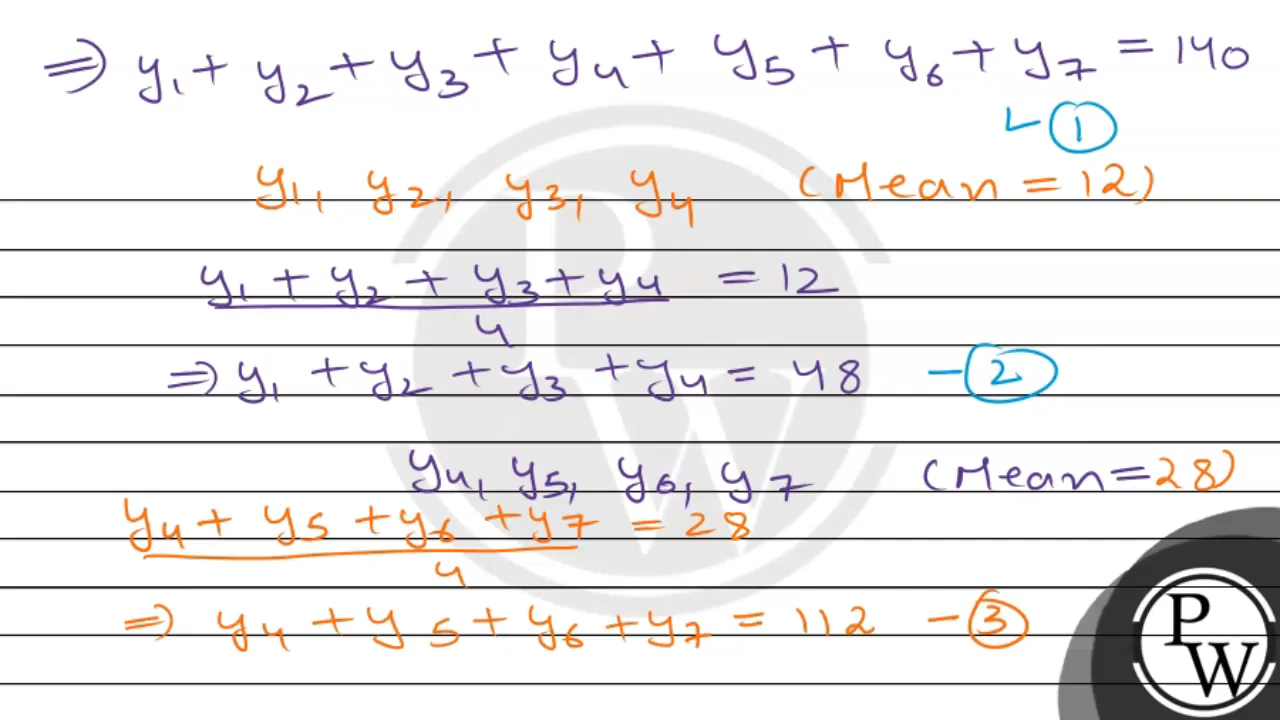 ⇒ y₁ + y₂ + y₃ + y₄ + y₅ + y₆ + y₇ = 140
①
y₁, y₂, y₃, y₄ (Mean = 12)
y₁ + y₂ + y₃ + y₄ = 12
4
⇒ y₁ + y₂ + y₃ + y₄ = 48 - ②
y₄, y₅, y₆, y₇ (Mean = 28)
y₄ + y₅ + y₆ + y₇ = 28
4
⇒ y₄ + y₅ + y₆ + y₇ = 112 - ③
PW
PW